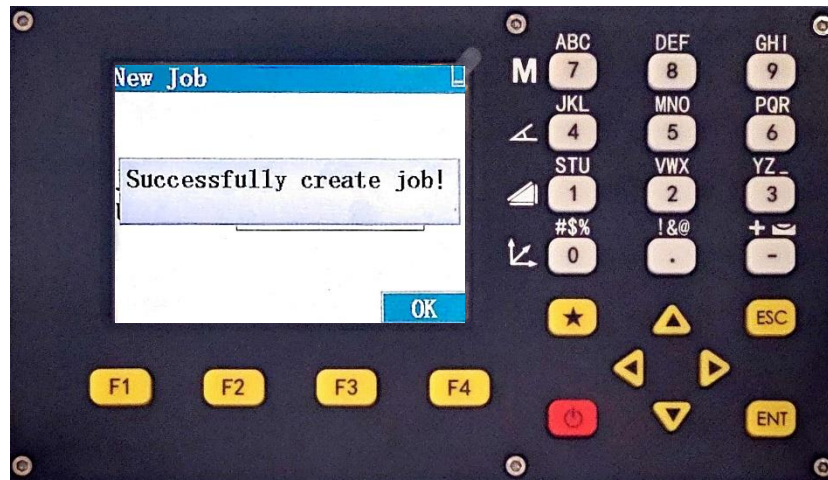 New Job
Successfully create job!
OK
F1 F2 F3 F4
ABC DEF GHI
M 7 8 9
JKL MNO PQR
4 5 6
STU VWX YZ_
1 2 3
#$% !&@ +
0 . -
ESC
ENT